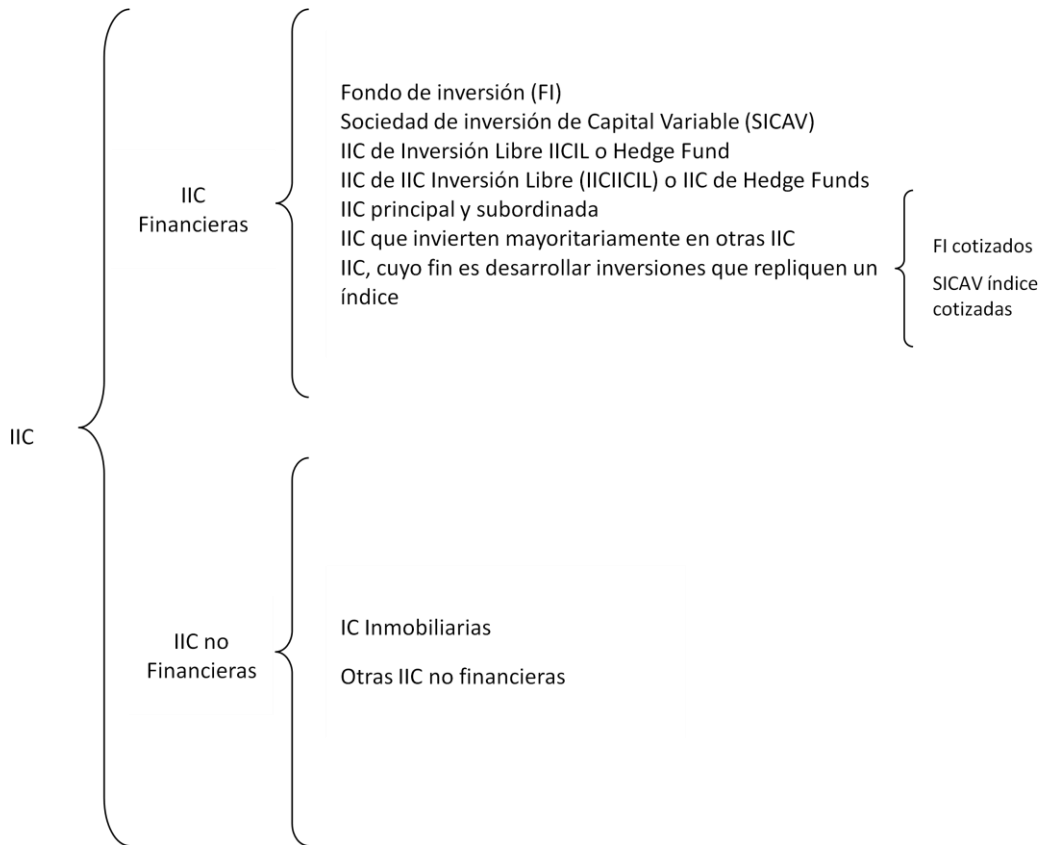 IIC
IIC
Financieras
Fondo de inversión (FI)
Sociedad de inversión de Capital Variable (SICAV)
IIC de Inversión Libre IICIL o Hedge Fund
IIC de IIC Inversión Libre (IICIICIL) o IIC de Hedge Funds
IIC principal y subordinada
IIC que invierten mayoritariamente en otras IIC
IIC, cuyo fin es desarrollar inversiones que repliquen un
índice
FI cotizados
SICAV índice
cotizadas
IIC no
Financieras
IC Inmobiliarias
Otras IIC no financieras